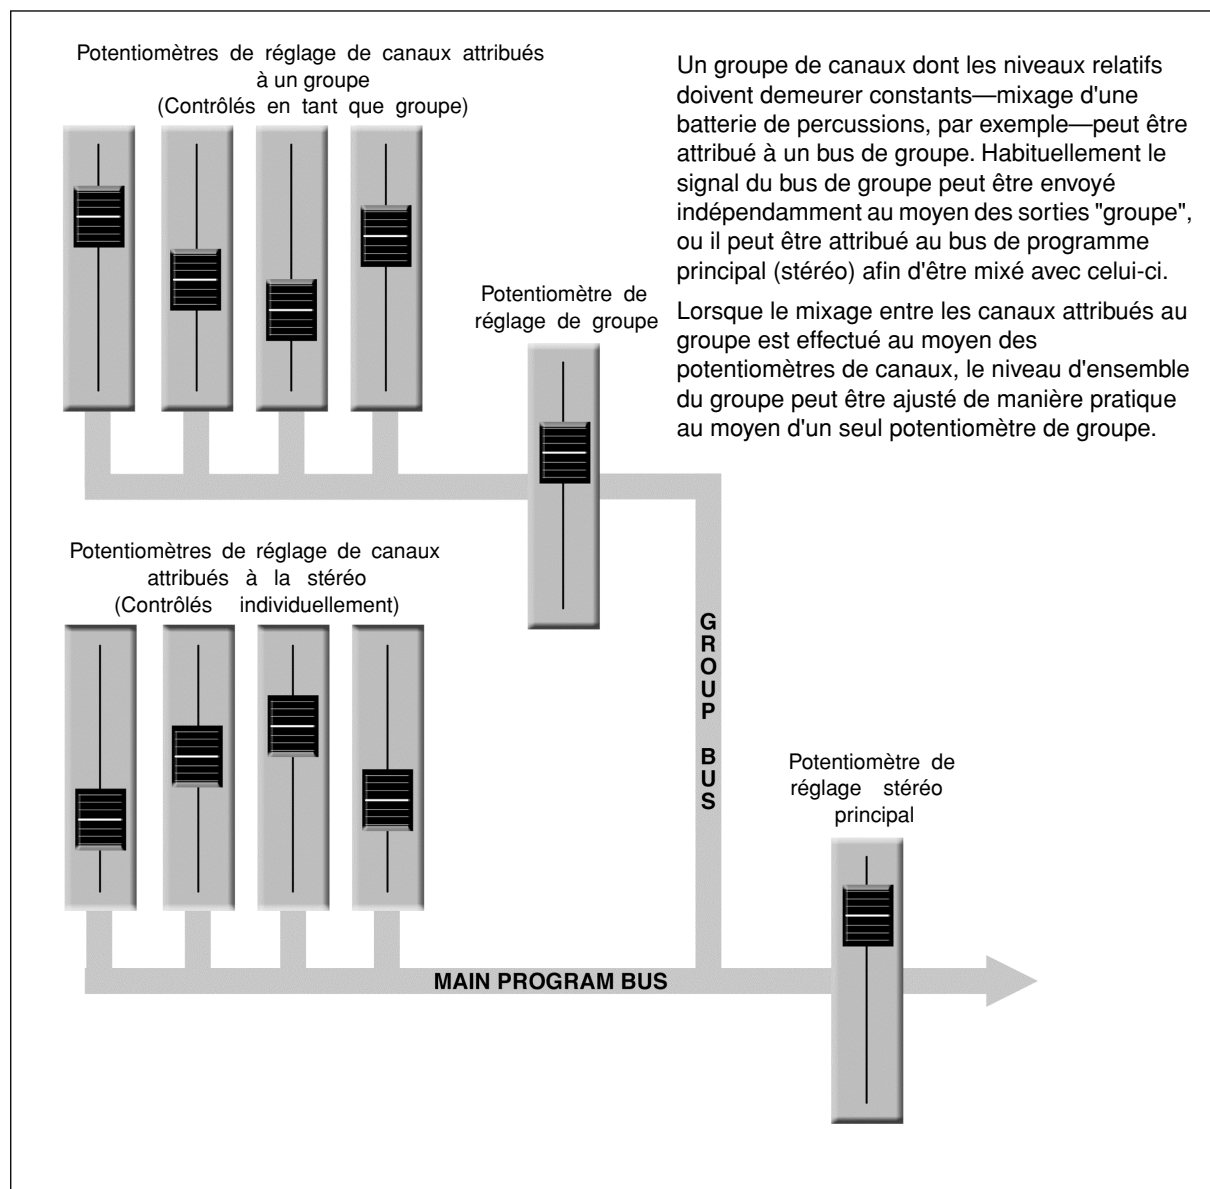 Potentiomètres de réglage de canaux attribués
à un groupe
(Contrôlés en tant que groupe)
Un groupe de canaux dont les niveaux relatifs
doivent demeurer constants—mixage d'une
batterie de percussions, par exemple—peut être
attribué à un bus de groupe. Habituellement le
signal du bus de groupe peut être envoyé
indépendamment au moyen des sorties "groupe",
ou il peut être attribué au bus de programme
principal (stéréo) afin d'être mixé avec celui-ci.
Lorsque le mixage entre les canaux attribués au
groupe est effectué au moyen des
potentiomètres de canaux, le niveau d'ensemble
du groupe peut être ajusté de manière pratique
au moyen d'un seul potentiomètre de groupe.
Potentiomètre de
réglage de groupe
Potentiomètres de réglage de canaux
attribués à la stéréo
(Contrôlés individuellement)
GROUP BUS
Potentiomètre de
réglage stéréo
principal
MAIN PROGRAM BUS